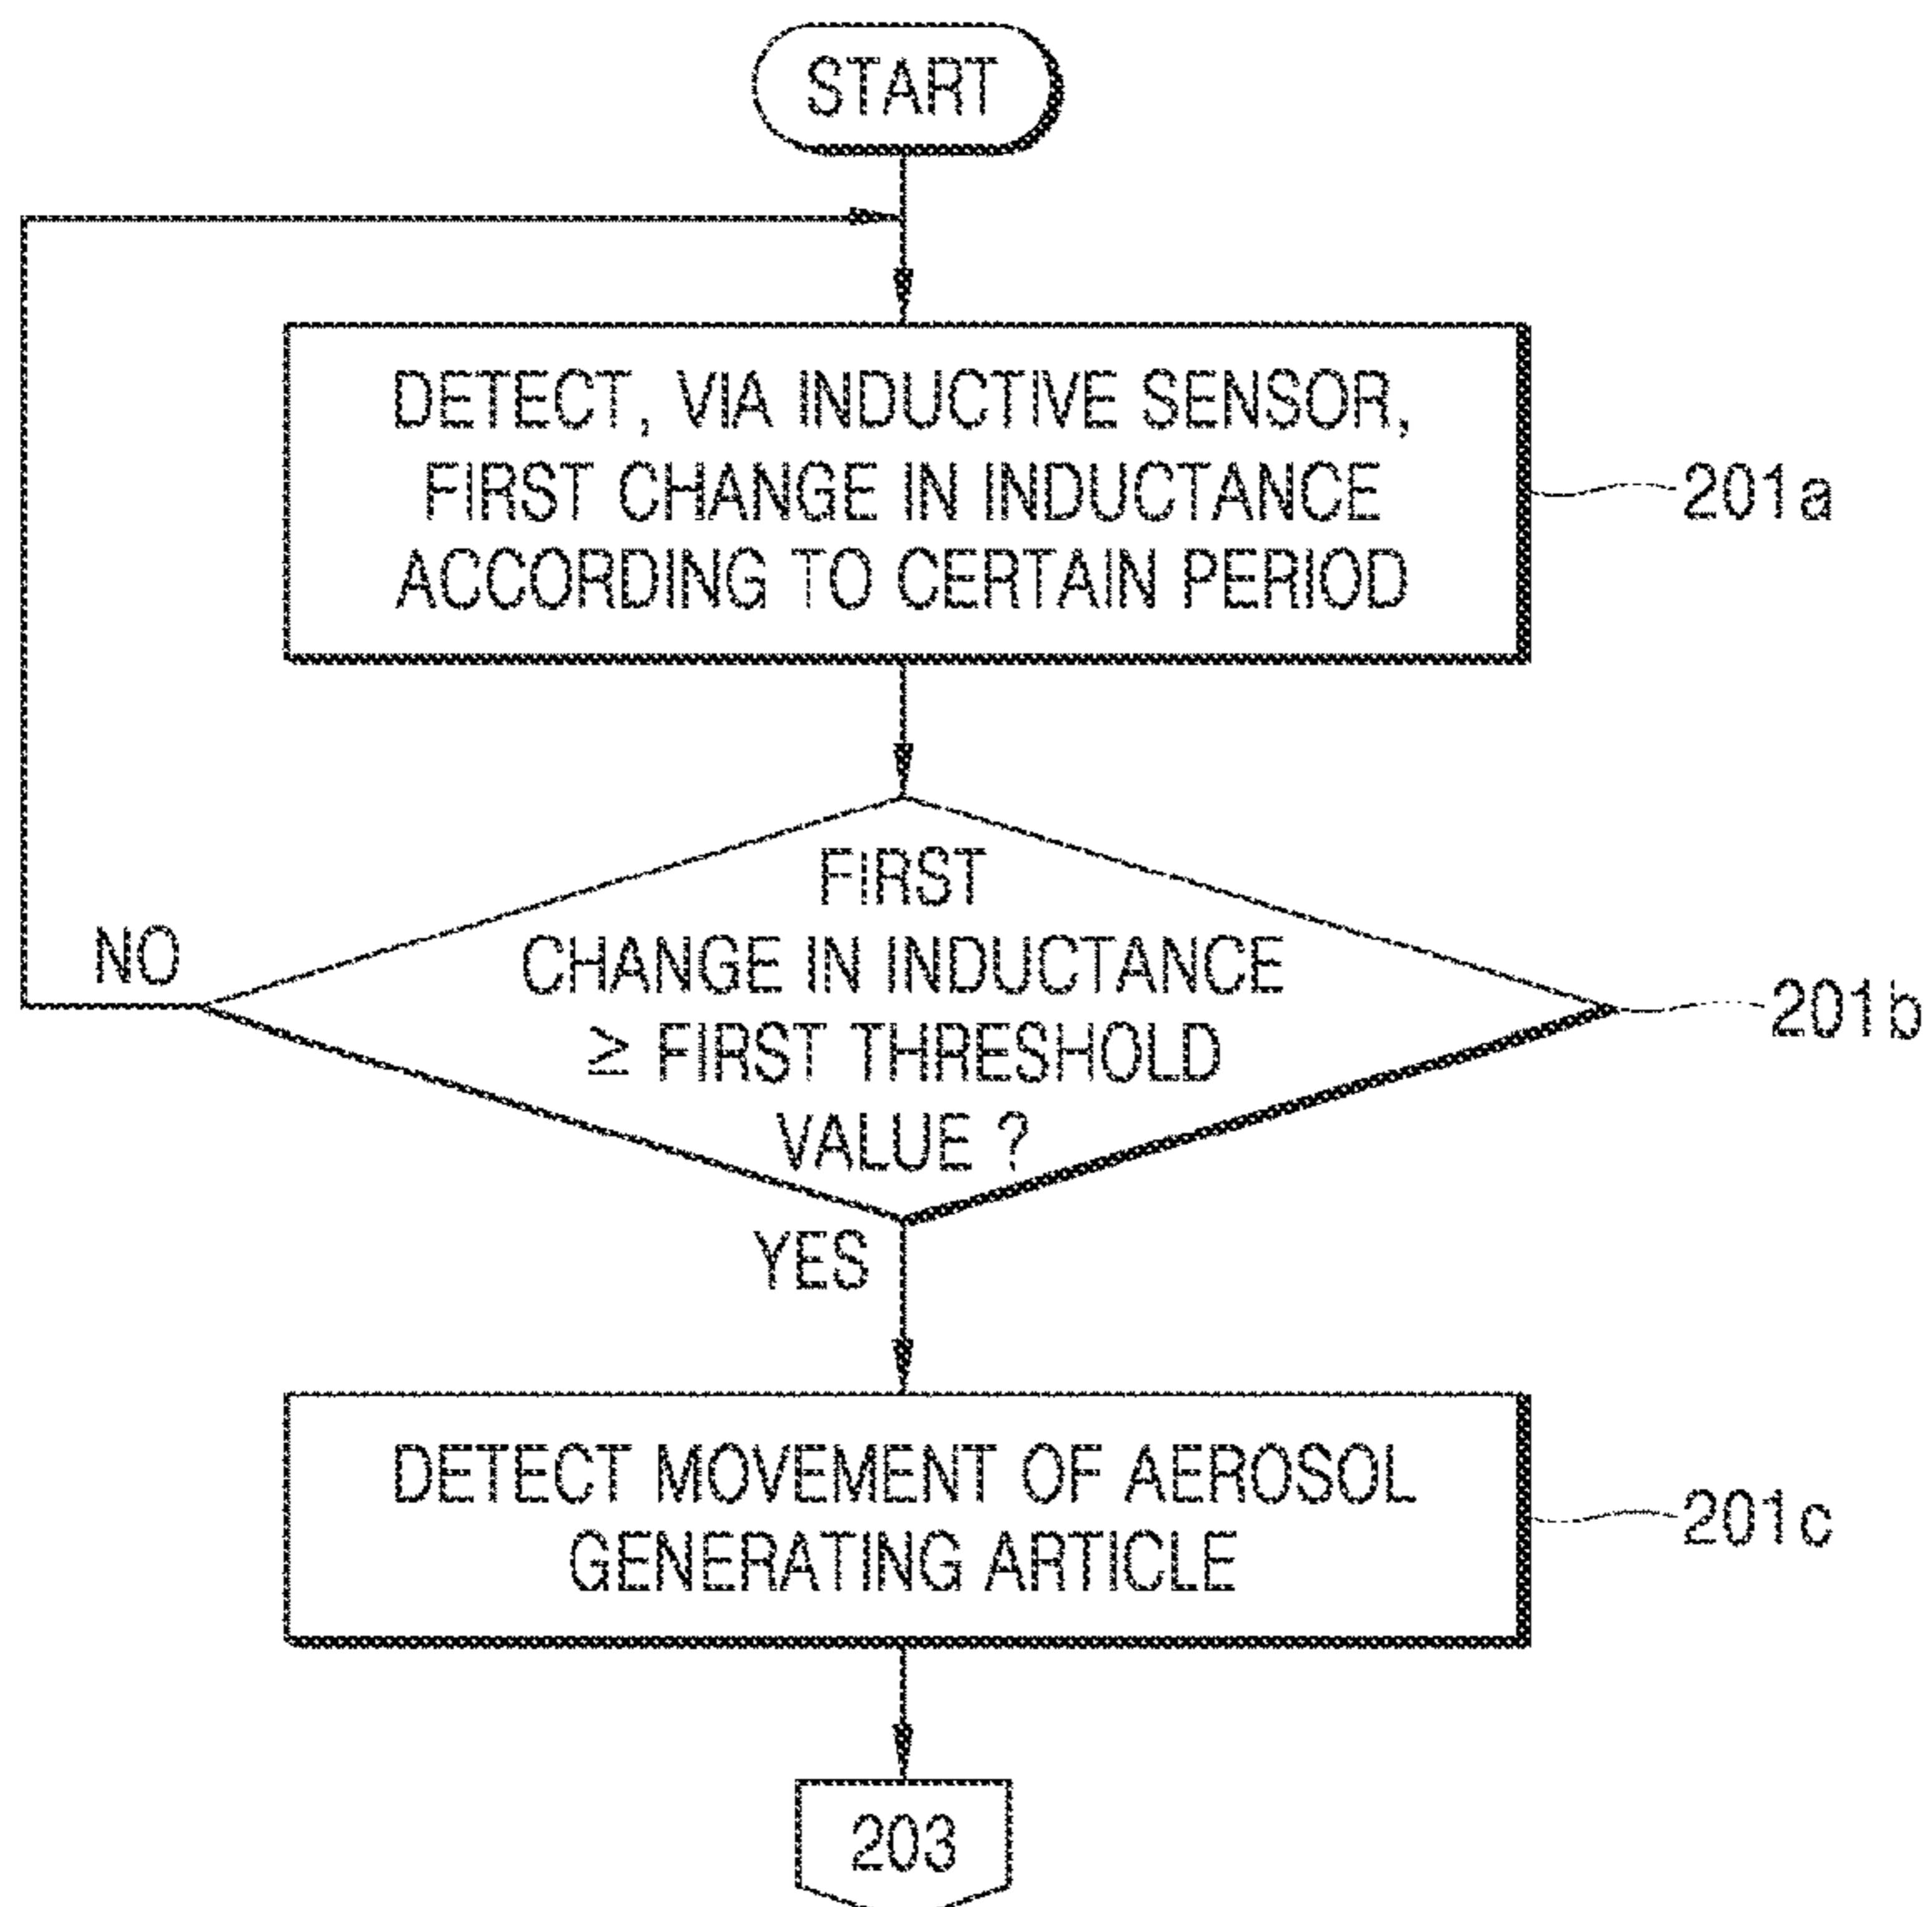 START
DETECT, VIA INDUCTIVE SENSOR,
FIRST CHANGE IN INDUCTANCE
ACCORDING TO CERTAIN PERIOD
201a
FIRST
CHANGE IN INDUCTANCE
≥ FIRST THRESHOLD
VALUE ?
NO
201b
YES
DETECT MOVEMENT OF AEROSOL
GENERATING ARTICLE
201c
203